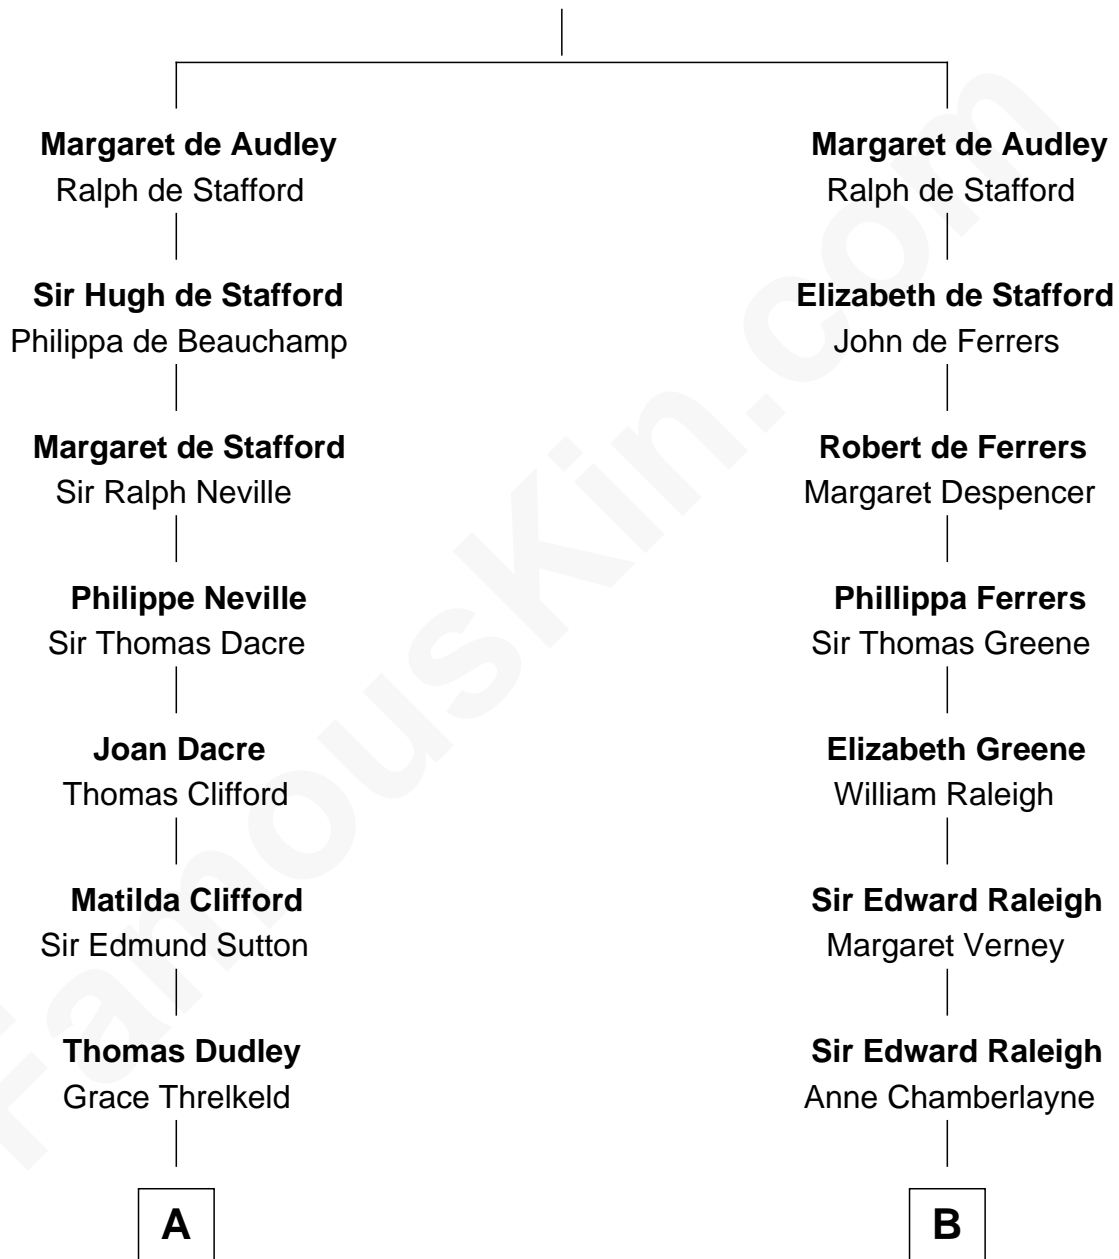 Margaret de Audley
Ralph de Stafford
Sir Hugh de Stafford
Philippa de Beauchamp
Margaret de Stafford
Sir Ralph Neville
Philippe Neville
Sir Thomas Dacre
Joan Dacre
Thomas Clifford
Matilda Clifford
Sir Edmund Sutton
Thomas Dudley
Grace Threlkeld
A
Margaret de Audley
Ralph de Stafford
Elizabeth de Stafford
John de Ferrers
Robert de Ferrers
Margaret Despencer
Phillippa Ferrers
Sir Thomas Greene
Elizabeth Greene
William Raleigh
Sir Edward Raleigh
Margaret Verney
Sir Edward Raleigh
Anne Chamberlayne
B
FamousKin.com